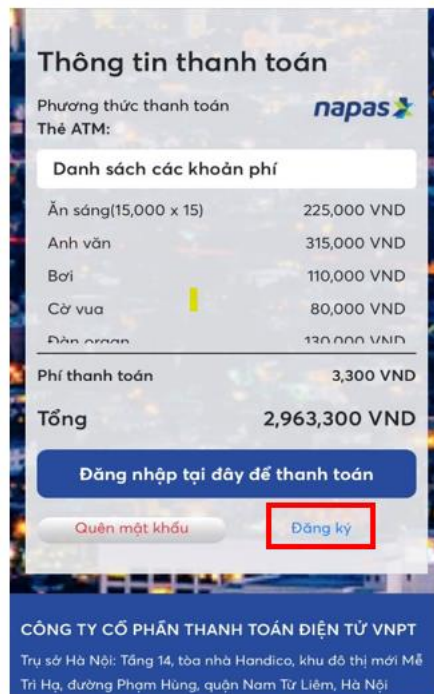 Thông tin thanh toán
Phương thức thanh toán
napas
Thẻ ATM:
Danh sách các khoản phí
Ăn sáng(15,000 x 15) 225,000 VND
Anh văn 315,000 VND
Bơi 110,000 VND
Cờ vua 80,000 VND
Đàn organ 130,000 VND
Phí thanh toán 3,300 VND
Tổng 2,963,300 VND
Đăng nhập tại đây để thanh toán
Quên mật khẩu Đăng ký
CÔNG TY CỔ PHẦN THANH TOÁN ĐIỆN TỬ VNPT
Trụ sở Hà Nội: Tầng 14, tòa nhà Handico, khu đô thị mới Mễ
Trì Hạ, đường Phạm Hùng, quận Nam Từ Liêm, Hà Nội